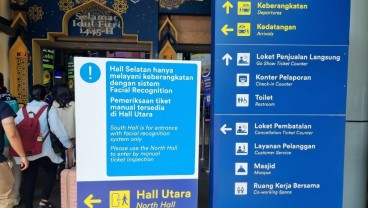 Selamat
Idul Fitri
1445-H
Hall Selatan hanya
melayani keberangkatan
dengan sistem
Facial Recognition
Pemeriksaan tiket
manual tersedia
di Hall Utara
South Hall is for entrance
with facial recognition
system only
Please use the North Hall
to enter by manual
ticket inspection
Hall Utara
North Hall
Keberangkatan
Departures
Kedatangan
Arrivals
Loket Penjualan Langsung
Go Show Ticket Counter
Konter Pelaporan
Check-in Counter
Toilet
Restroom
Loket Pembatalan
Cancellation Ticket Counter
Layanan Pelanggan
Customer Service
Masjid
Mosque
Ruang Kerja Bersama
Co-working Space